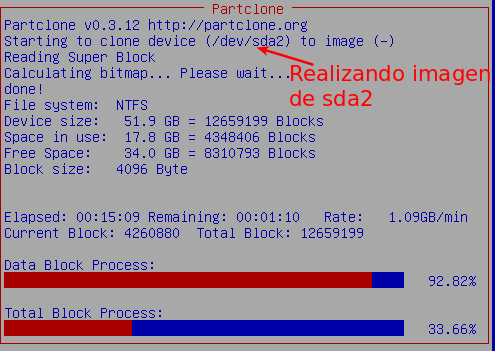 Partclone
Partclone v0.3.12 http://partclone.org
Starting to clone device (/dev/sda2) to image (-)
Reading Super Block
Calculating bitmap... Please wait...
done!
Realizando imagen
de sda2
File system:  NTFS
Device size:   51.9 GB = 12659199 Blocks
Space in use:  17.8 GB = 4348406 Blocks
Free Space:    34.0 GB = 8310793 Blocks
Block size:   4096 Byte
Elapsed: 00:15:09 Remaining: 00:01:10   Rate:   1.09GB/min
Current Block: 4260880  Total Block: 12659199
Data Block Process:
92.82%
Total Block Process:
33.66%